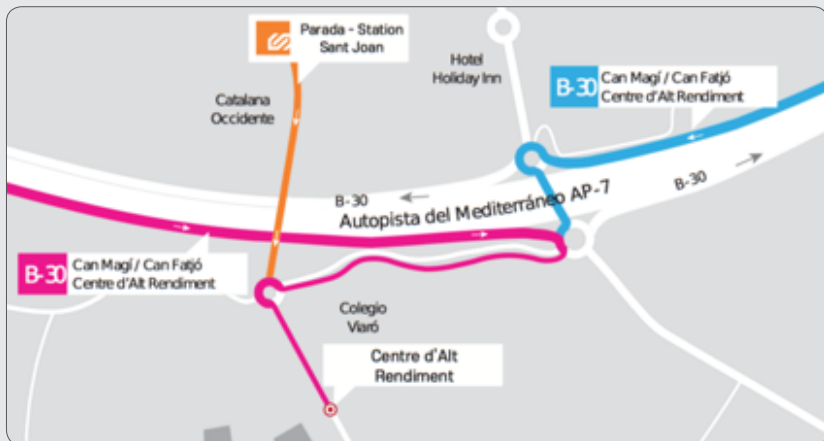 Parada - Station
Sant Joan
Hotel
Holiday Inn
B-30
Can Magí / Can Fatjó
Centre d'Alt Rendiment
Catalana
Occidente
B-30
B-30
Autopista del Mediterráneo AP-7
B-30
Can Magí / Can Fatjó
Centre d'Alt Rendiment
Colegio
Viaró
Centre d'Alt
Rendiment